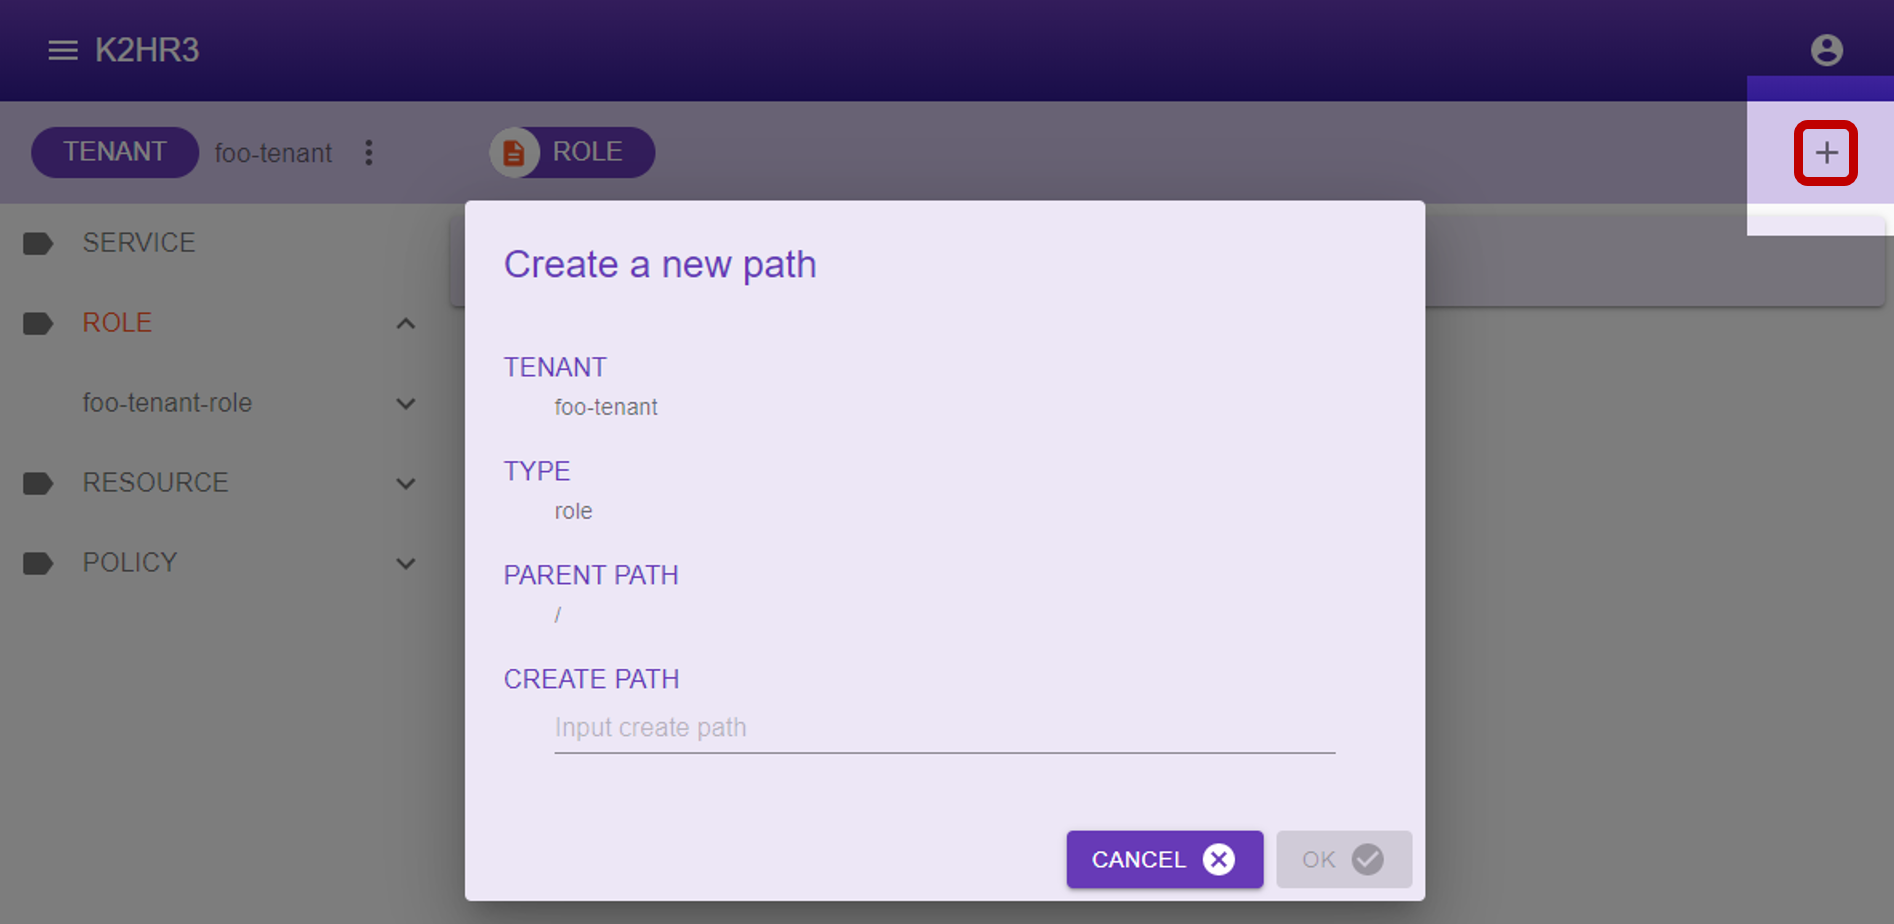 K2HR3
TENANT foo-tenant ROLE
SERVICE
ROLE
foo-tenant-role
RESOURCE
POLICY
Create a new path
TENANT
foo-tenant
TYPE
role
PARENT PATH
/
CREATE PATH
Input create path
CANCEL OK